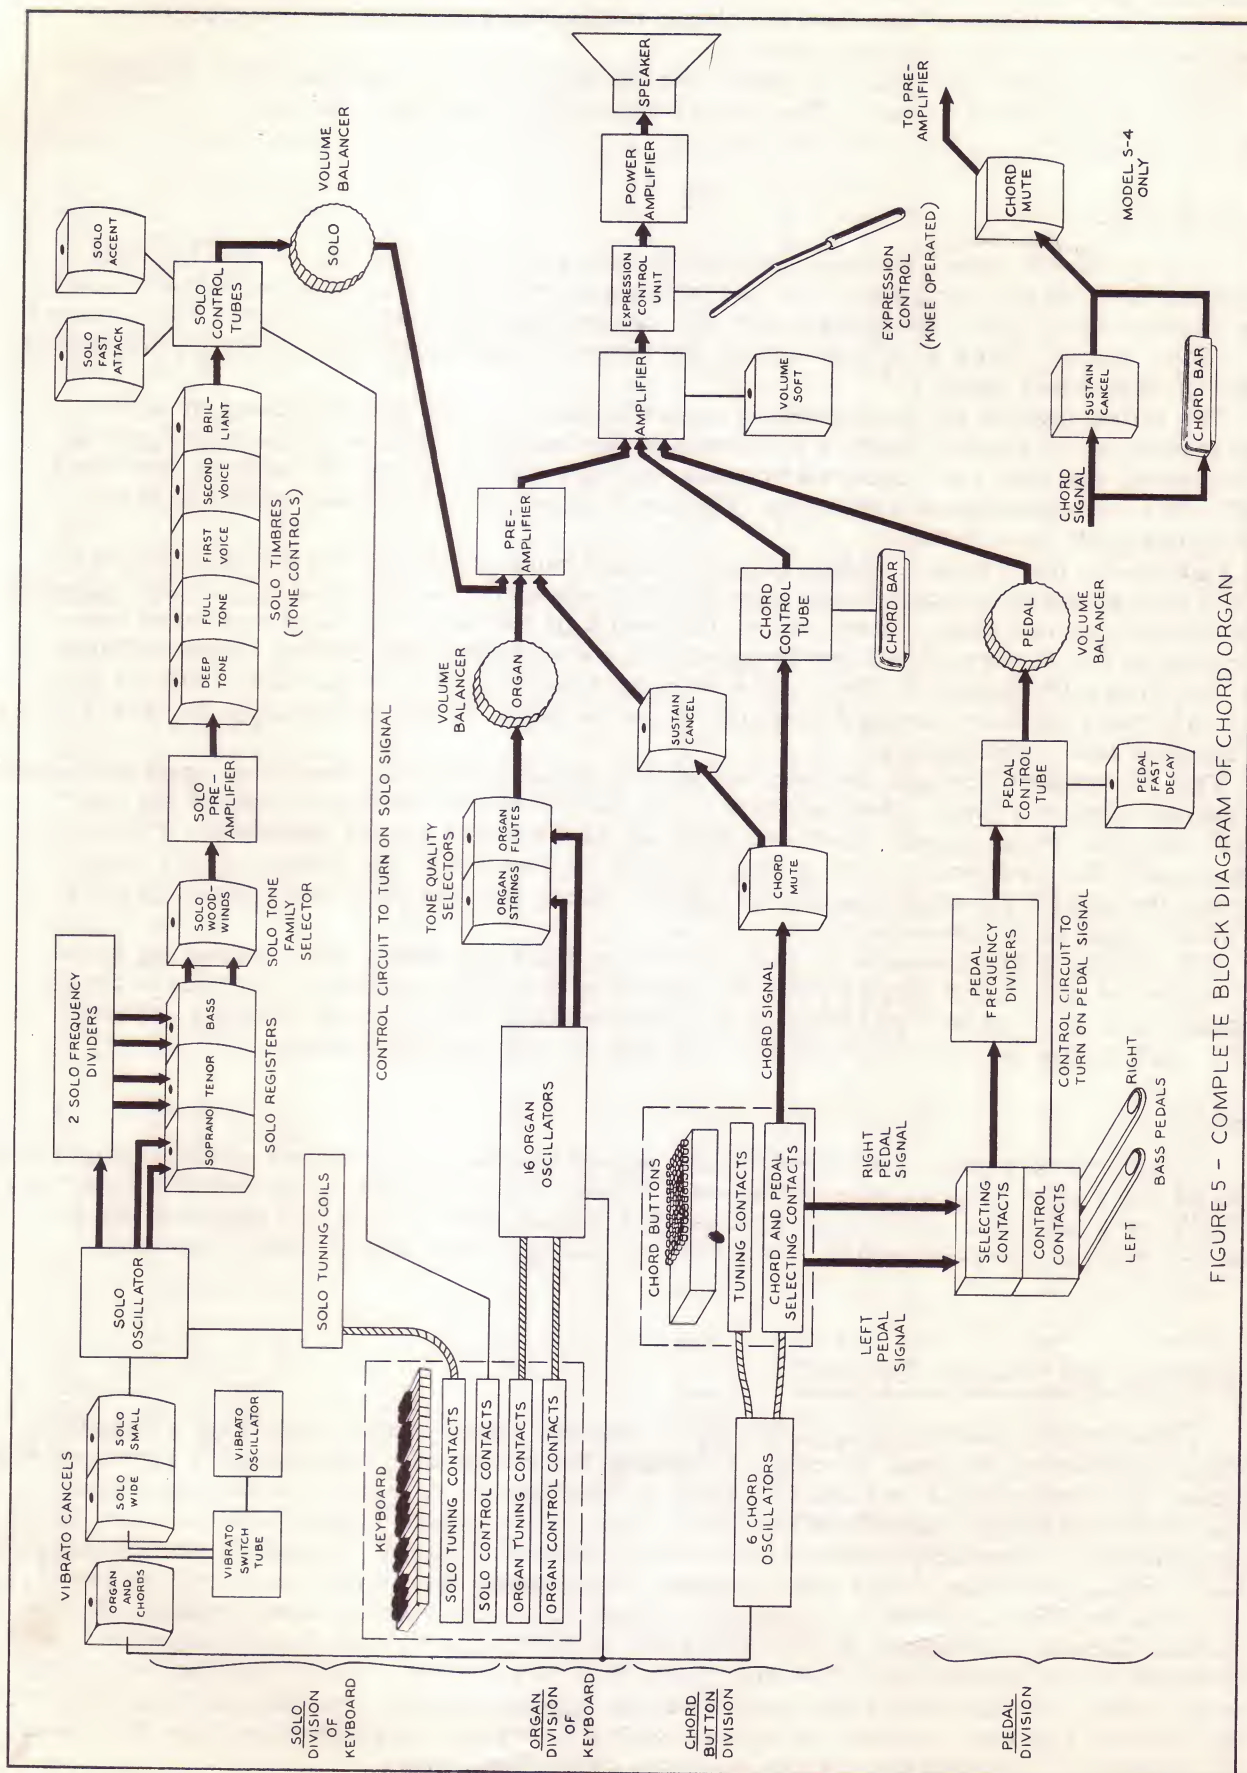 VIBRATO CANCELS
ORGAN
AND
CHORDS
SOLO
WIDE
SOLO
SMALL
VIBRATO
SWITCH
TUBE
VIBRATO
OSCILLATOR
SOLO
OSCILLATOR
2 SOLO FREQUENCY
DIVIDERS
SOPRANO
TENOR
BASS
SOLO REGISTERS
SOLO
WOOD-
WINDS
SOLO TONE
FAMILY
SELECTOR
SOLO
PRE-
AMPLIFIER
DEEP
TONE
FULL
TONE
FIRST
VOICE
SECOND
VOICE
BRIL-
LIANT
SOLO TIMBRES
(TONE CONTROLS)
SOLO
FAST
ATTACK
SOLO
ACCENT
SOLO
CONTROL
TUBES
SOLO
VOLUME
BALANCER
SOLO
DIVISION
OF
KEYBOARD
KEYBOARD
SOLO TUNING CONTACTS
SOLO CONTROL CONTACTS
ORGAN TUNING CONTACTS
ORGAN CONTROL CONTACTS
SOLO TUNING COILS
CONTROL CIRCUIT TO TURN ON SOLO SIGNAL
ORGAN
DIVISION
OF
KEYBOARD
16 ORGAN
OSCILLATORS
TONE QUALITY
SELECTORS
ORGAN
STRINGS
ORGAN
FLUTES
VOLUME
BALANCER
ORGAN
PRE-
AMPLIFIER
AMPLIFIER
VOLUME
SOFT
EXPRESSION
CONTROL
UNIT
POWER
AMPLIFIER
SPEAKER
EXPRESSION
CONTROL
(KNEE OPERATED)
CHORD
BUTTON
DIVISION
6 CHORD
OSCILLATORS
CHORD BUTTONS
TUNING CONTACTS
CHORD AND PEDAL
SELECTING CONTACTS
CHORD SIGNAL
CHORD
MUTE
SUSTAIN
CANCEL
CHORD
CONTROL
TUBE
CHORD BAR
LEFT
PEDAL
SIGNAL
RIGHT
PEDAL
SIGNAL
PEDAL
DIVISION
SELECTING
CONTACTS
CONTROL
CONTACTS
LEFT
RIGHT
BASS PEDALS
PEDAL
FREQUENCY
DIVIDERS
CONTROL CIRCUIT TO
TURN ON PEDAL SIGNAL
PEDAL
CONTROL
TUBE
PEDAL
FAST
DECAY
PEDAL
VOLUME
BALANCER
CHORD
SIGNAL
SUSTAIN
CANCEL
CHORD BAR
CHORD
MUTE
TO PRE-
AMPLIFIER
MODEL S-4
ONLY
FIGURE 5 - COMPLETE BLOCK DIAGRAM OF CHORD ORGAN